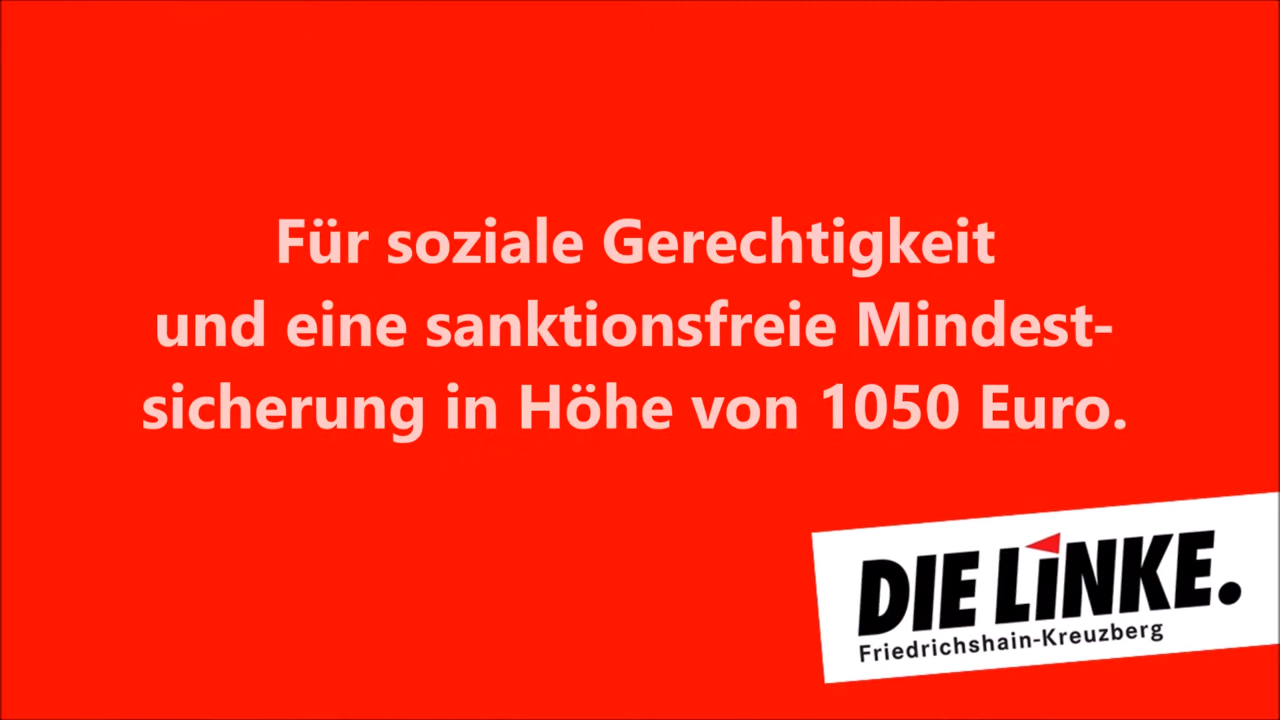 Für soziale Gerechtigkeit
und eine sanktionsfreie Mindest-
sicherung in Höhe von 1050 Euro.
DIE LINKE.
Friedrichshain-Kreuzberg